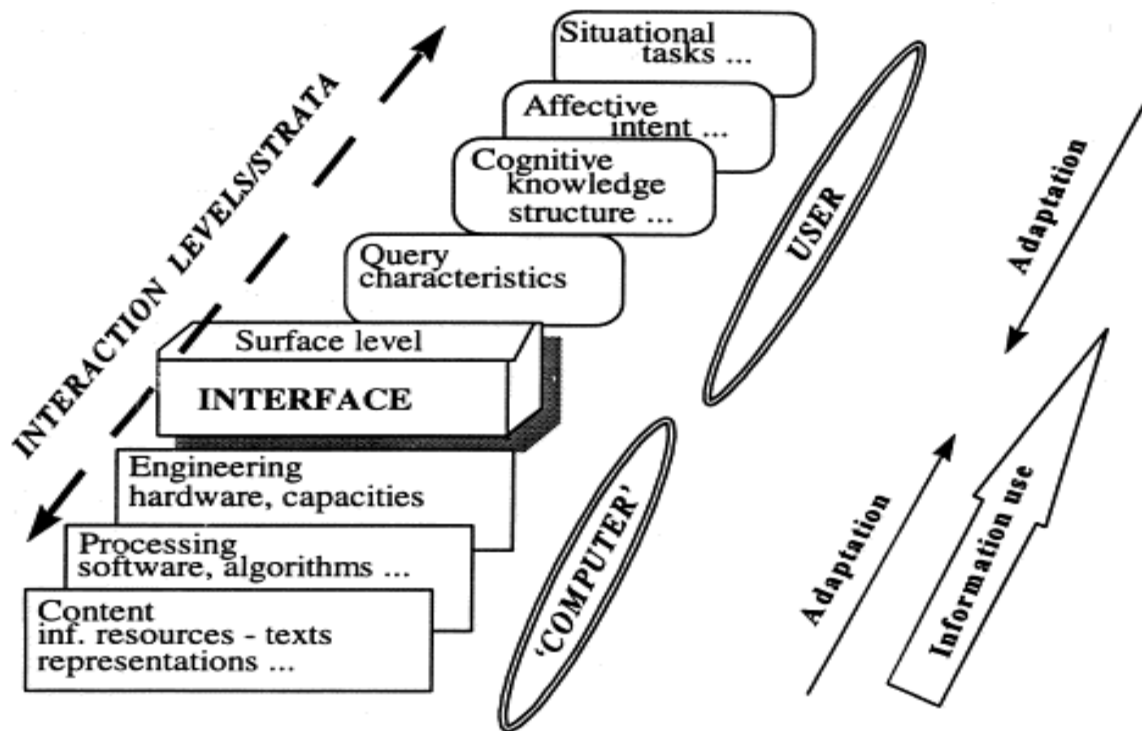 Situational
tasks ...
Affective
intent ...
Cognitive
knowledge
structure ...
Query
characteristics
Surface level
INTERFACE
Engineering
hardware, capacities
Processing
software, algorithms ...
Content
inf. resources - texts
representations ...
INTERACTION LEVELS/STRATA
USER
'COMPUTER'
Adaptation
Adaptation
Information use